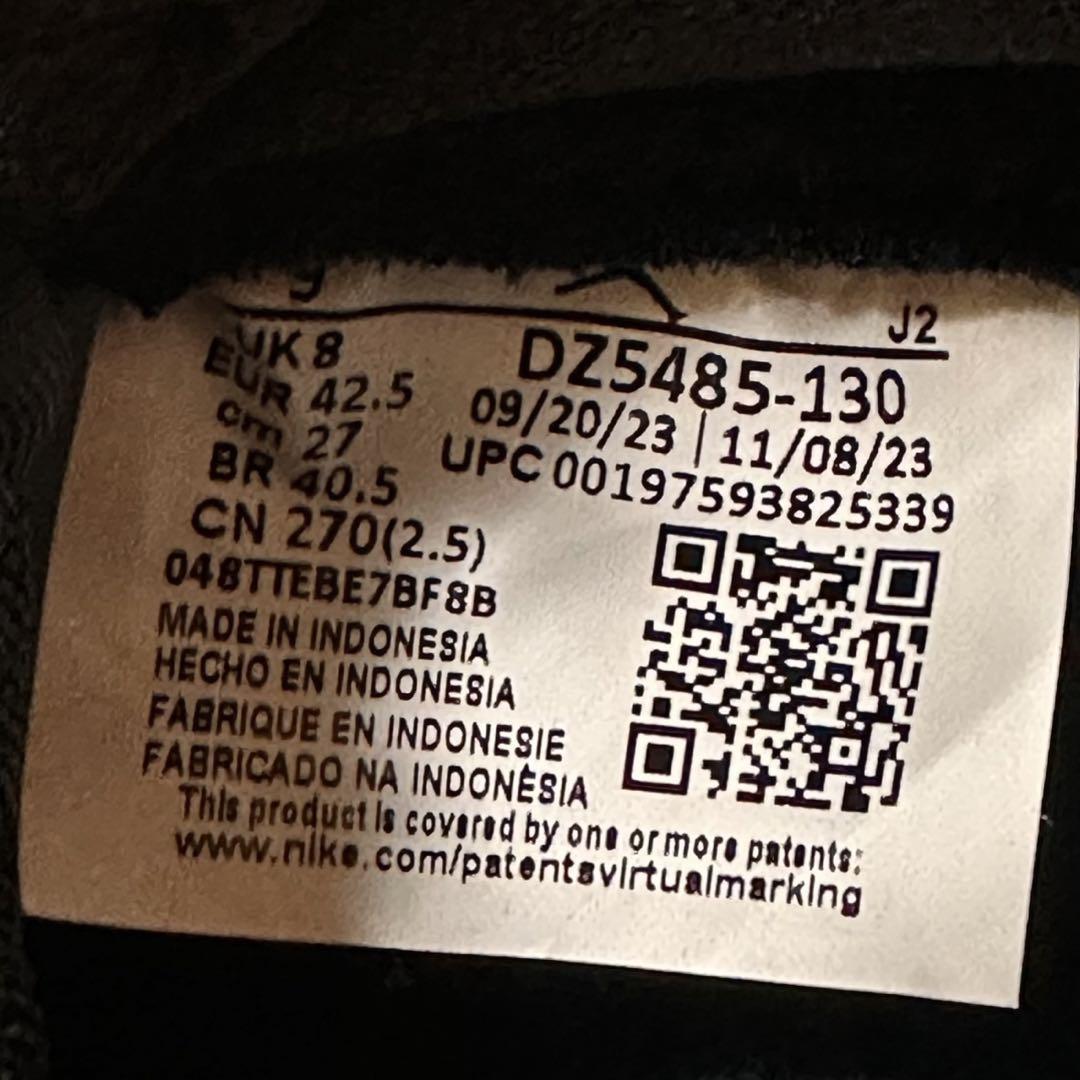 J2
UK 8
EUR 42.5
cm 27
BR 40.5
CN 270(2.5)
DZ5485-130
09/20/23 | 11/08/23
UPC 00197593825339
048TTEBE7BF8B
MADE IN INDONESIA
HECHO EN INDONESIA
FABRIQUE EN INDONESIE
FABRICADO NA INDONÉSIA
This product is covered by one or more patents:
www.nike.com/patentsvirtualmarking